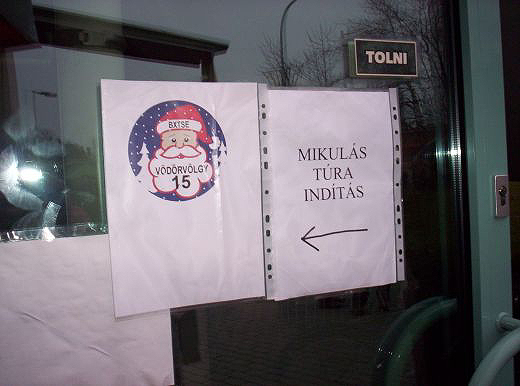 TOLNI
BXTSE
VÖDÖRVÖLGY
15
MIKULÁS
TÚRA
INDÍTÁS